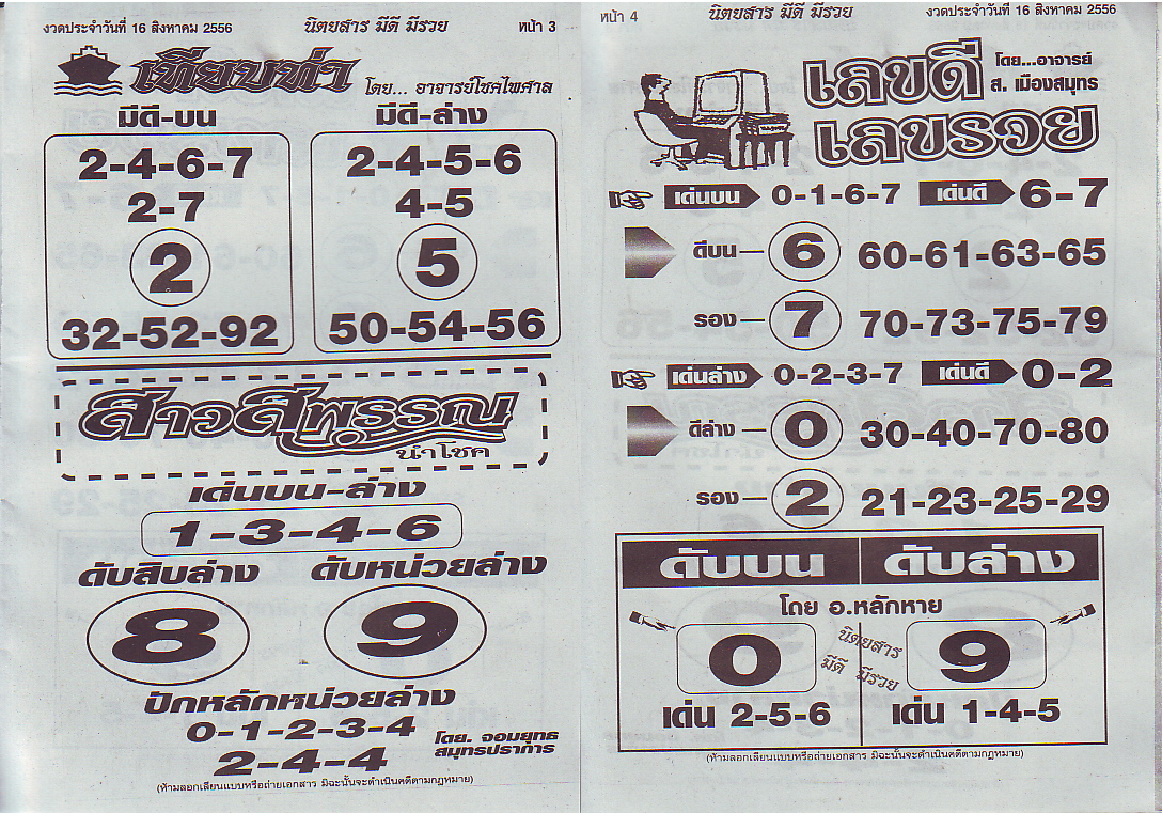 งวดประจำวันที่ 16 สิงหาคม 2556 นิตยสาร มีดี มีรวย หน้า 3
เทียบท่า
โดย... อาจารย์โชคไพศาล
มีดี-บน มีดี-ล่าง
2-4-6-7 2-4-5-6
2-7 4-5
2 5
32-52-92 50-54-56
สาวสุพรรณ
นำโชค
เด่นบน-ล่าง
1-3-4-6
ดับสิบล่าง ดับหน่วยล่าง
8 9
ปักหลักหน่วยล่าง
0-1-2-3-4
2-4-4
โดย. จอมยุทธ
สมุทรปราการ
(ห้ามลอกเลียนแบบหรือถ่ายเอกสาร มิฉะนั้นจะดำเนินคดีตามกฎหมาย)
หน้า 4 นิตยสาร มีดี มีรวย งวดประจำวันที่ 16 สิงหาคม 2556
เลขดี
โดย...อาจารย์
ส. เมืองสมุทร
เลขรวย
เด่นบน 0-1-6-7 เด่นดี 6-7
ดีบน 6 60-61-63-65
รอง 7 70-73-75-79
เด่นล่าง 0-2-3-7 เด่นดี 0-2
ดีล่าง 0 30-40-70-80
รอง 2 21-23-25-29
ดับบน ดับล่าง
โดย อ.หลักหาย
0 9
นิตยสาร
มีดี มีรวย
เด่น 2-5-6 เด่น 1-4-5
(ห้ามลอกเลียนแบบหรือถ่ายเอกสาร มิฉะนั้นจะดำเนินคดีตามกฎหมาย)